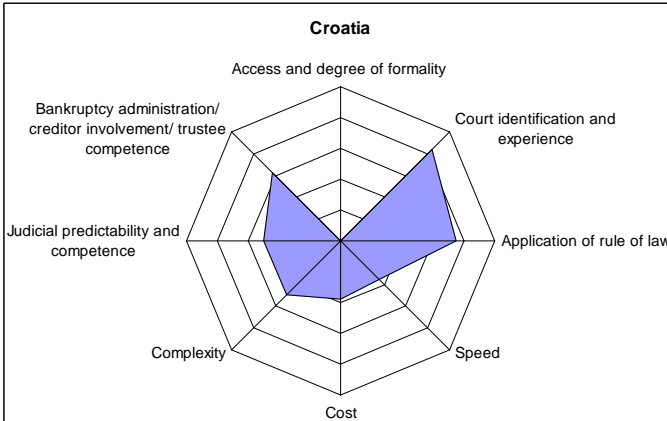 Croatia
Access and degree of formality
Bankruptcy administration/
creditor involvement/ trustee
competence
Court identification and
experience
Judicial predictability and
competence
Application of rule of law
Complexity
Speed
Cost